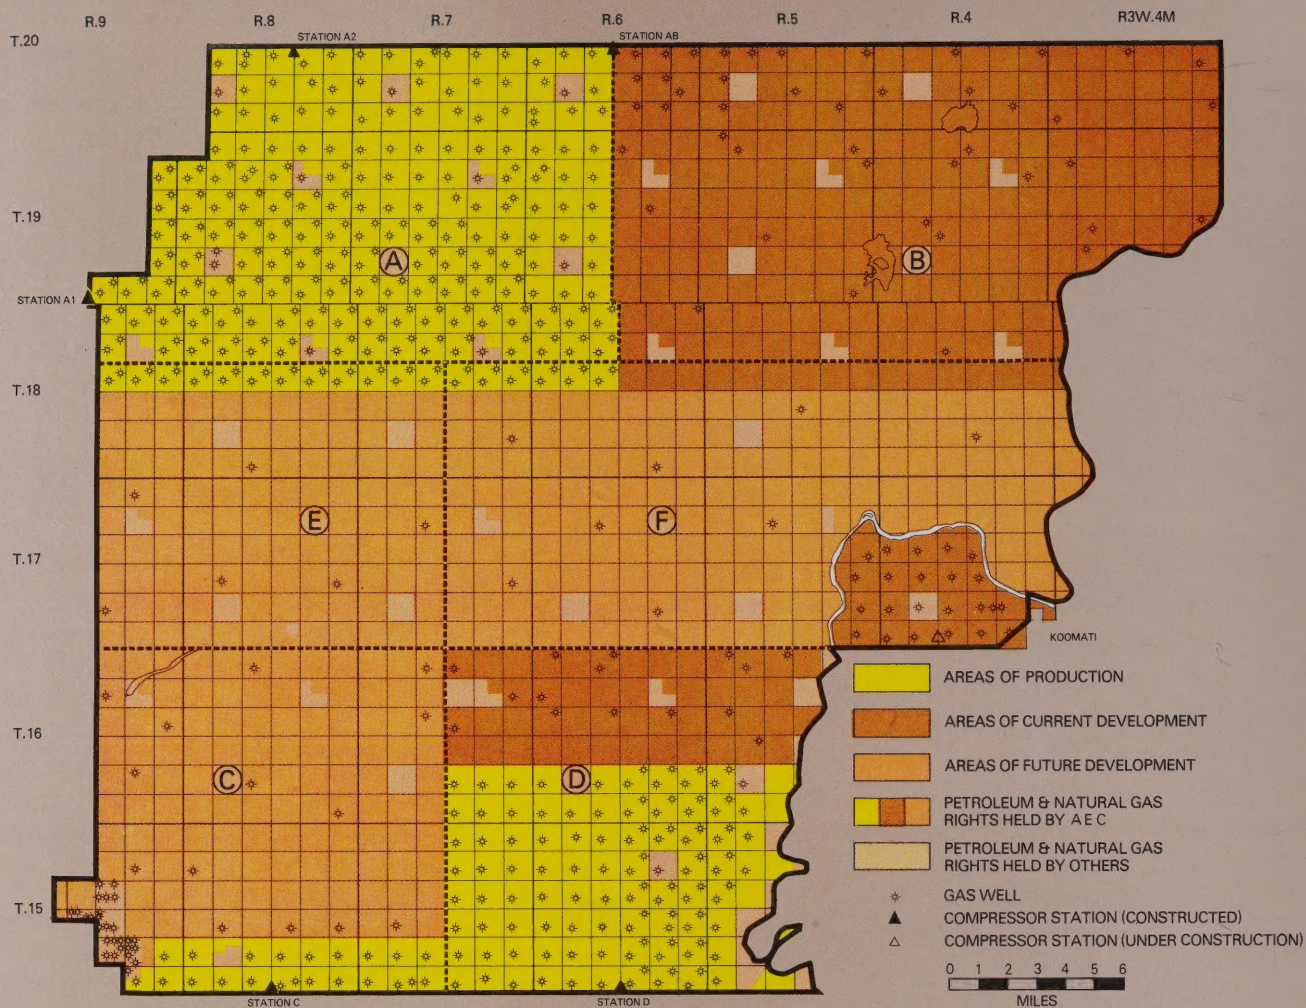 R.9 R.8 R.7 R.6 R.5 R.4 R3W.4M
T.20
STATION A2
STATION AB
T.19
A
B
STATION A1
T.18
E
F
T.17
KOOMATI
AREAS OF PRODUCTION
AREAS OF CURRENT DEVELOPMENT
T.16
C
D
AREAS OF FUTURE DEVELOPMENT
PETROLEUM & NATURAL GAS
RIGHTS HELD BY A E C
PETROLEUM & NATURAL GAS
RIGHTS HELD BY OTHERS
GAS WELL
T.15
COMPRESSOR STATION (CONSTRUCTED)
COMPRESSOR STATION (UNDER CONSTRUCTION)
0 1 2 3 4 5 6
MILES
STATION C
STATION D